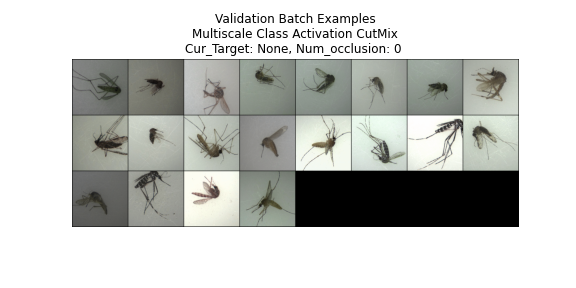 Validation Batch Examples
Multiscale Class Activation CutMix
Cur_Target: None, Num_occlusion: 0